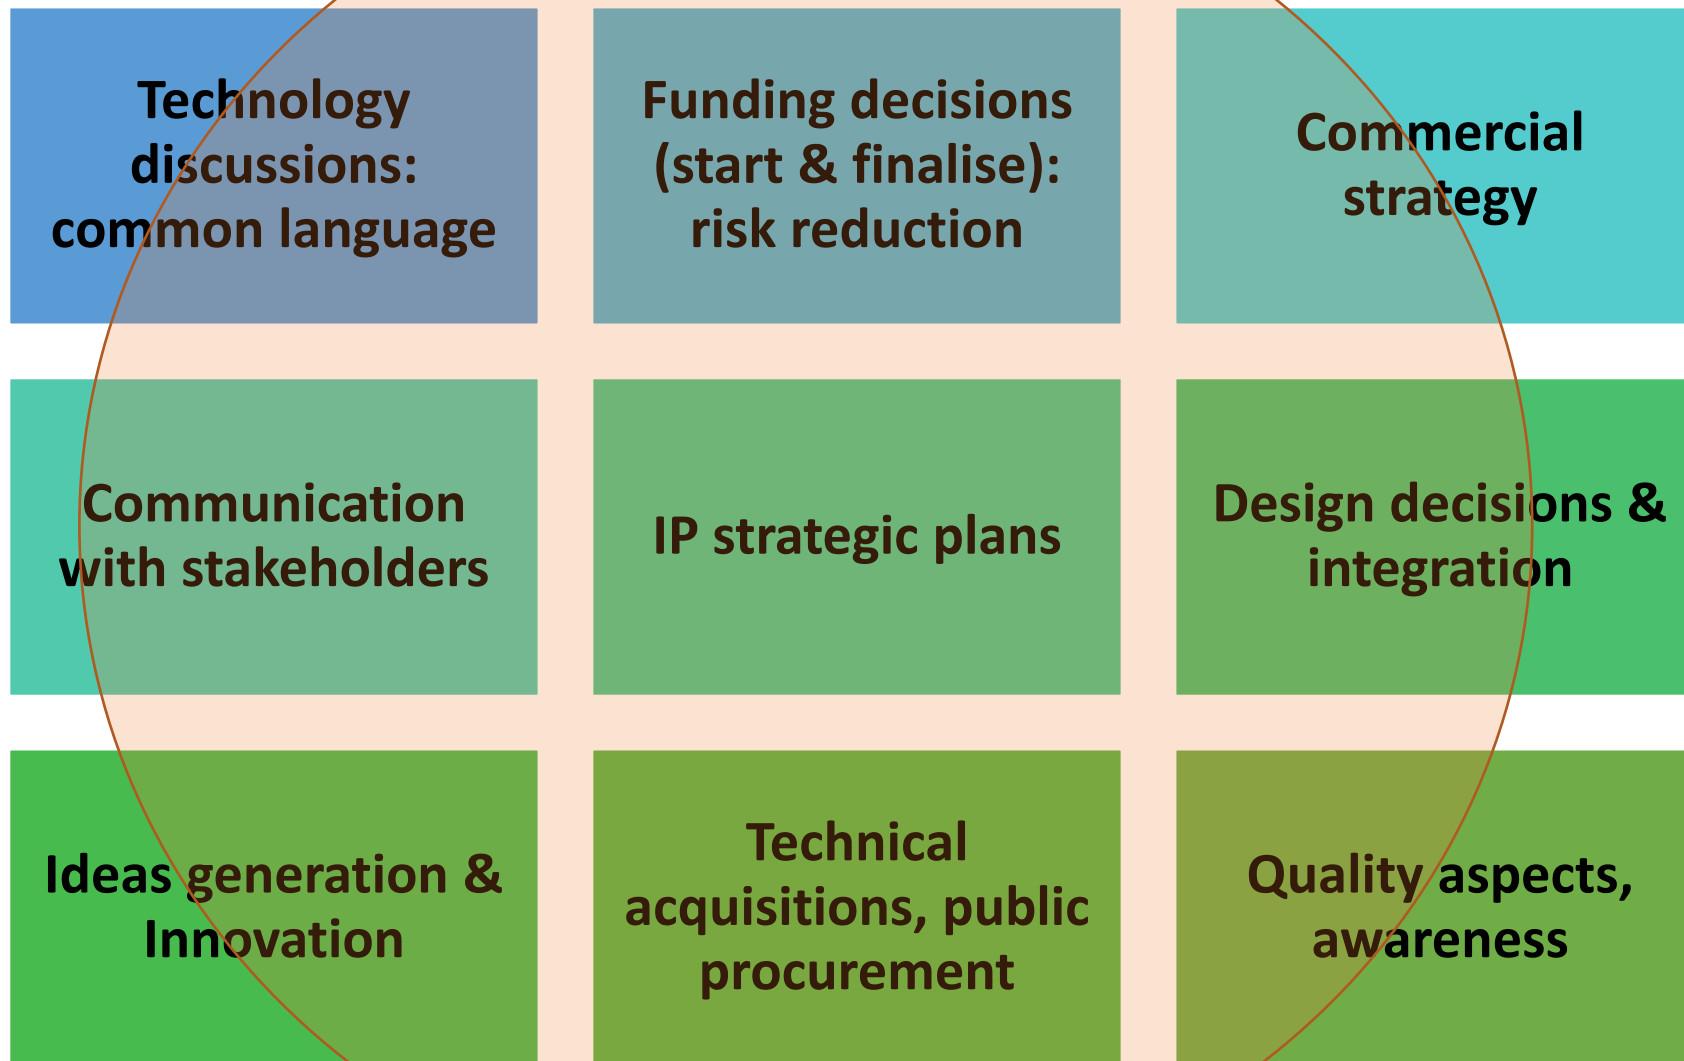 Technology
discussions:
common language
Funding decisions
(start & finalise):
risk reduction
Commercial
strategy
Communication
with stakeholders
IP strategic plans
Design decisions &
integration
Ideas generation &
Innovation
Technical
acquisitions, public
procurement
Quality aspects,
awareness